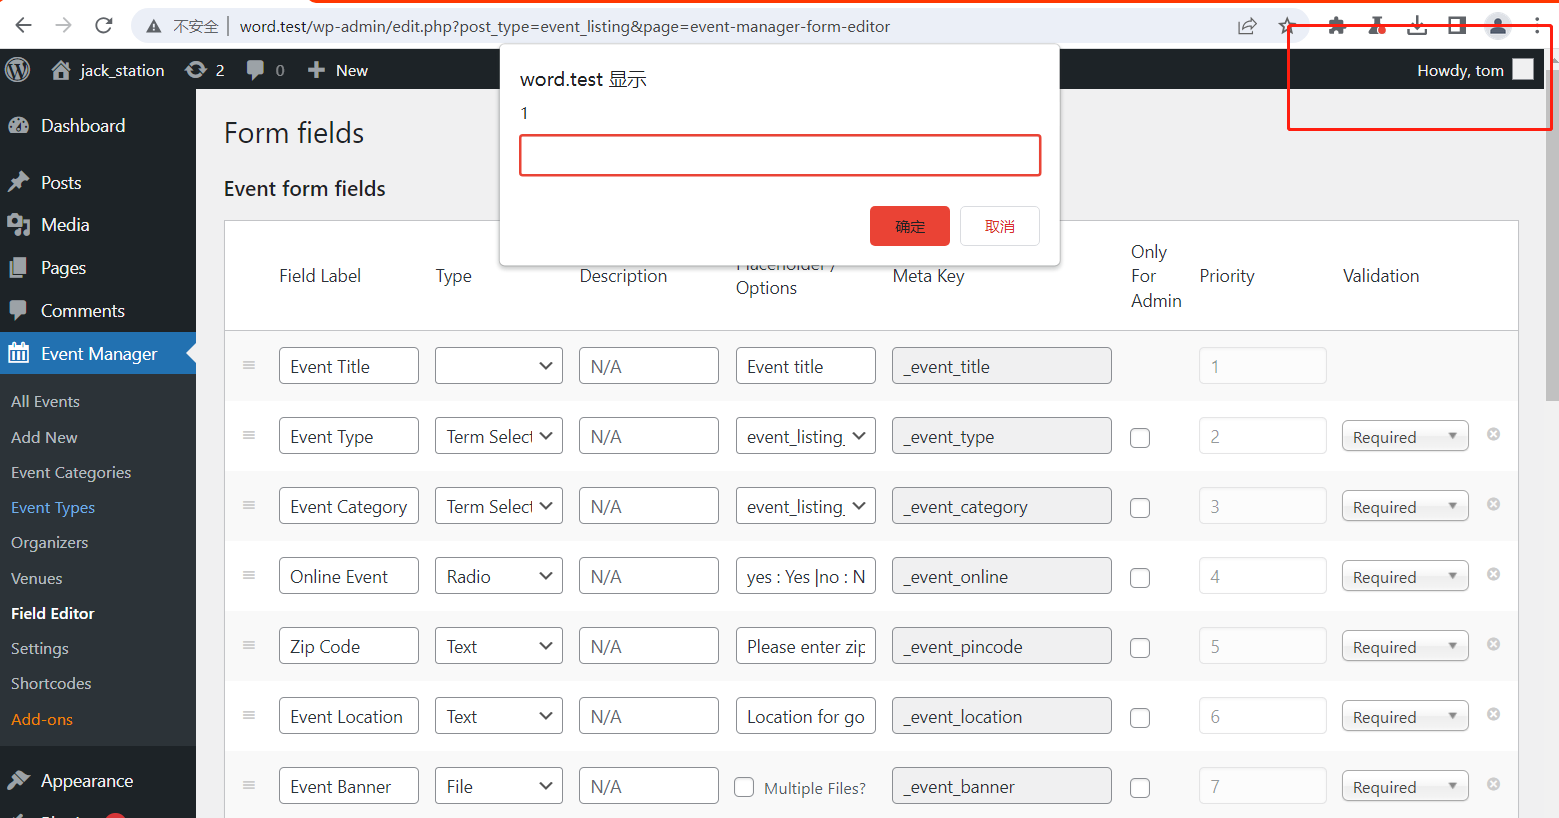 不安全 word.test/wp-admin/edit.php?post_type=event_listing&page=event-manager-form-editor
jack_station 2 0 New Howdy, tom
word.test 显示
1
确定 取消
Dashboard
Posts
Media
Pages
Comments
Event Manager
All Events
Add New
Event Categories
Event Types
Organizers
Venues
Field Editor
Settings
Shortcodes
Add-ons
Appearance
Form fields
Event form fields
Field Label Type Description Placeholder / Options Meta Key Only For Admin Priority Validation
Event Title N/A Event title _event_title 1
Event Type Term Select N/A event_listing_ _event_type 2 Required
Event Category Term Select N/A event_listing_ _event_category 3 Required
Online Event Radio N/A yes : Yes |no : N _event_online 4 Required
Zip Code Text N/A Please enter zip _event_pincode 5 Required
Event Location Text N/A Location for go _event_location 6 Required
Event Banner File N/A Multiple Files? _event_banner 7 Required